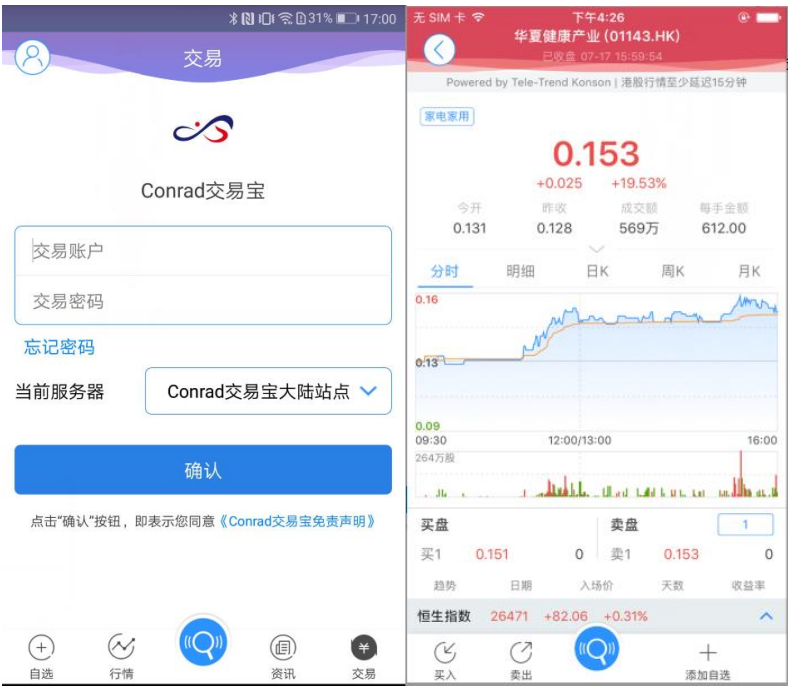 31% 17:00
交易
Conrad交易宝
交易账户
交易密码
忘记密码
当前服务器
Conrad交易宝大陆站点
确认
点击“确认”按钮，即表示您同意《Conrad交易宝免责声明》
自选
行情
资讯
交易
无 SIM 卡 下午4:26
华夏健康产业 (01143.HK)
已收盘 07-17 15:59:54
Powered by Tele-Trend Konson | 港股行情至少延迟15分钟
家电家用
0.153
+0.025 +19.53%
今开 昨收 成交额 每手金额
0.131 0.128 569万 612.00
分时 明细 日K 周K 月K
0.16
0.13
0.09
09:30 12:00/13:00 16:00
264万股
买盘 卖盘 1
买1 0.151 0 卖1 0.153 0
趋势 日期 入场价 天数 收益率
恒生指数 26471 +82.06 +0.31%
买入
卖出
添加自选